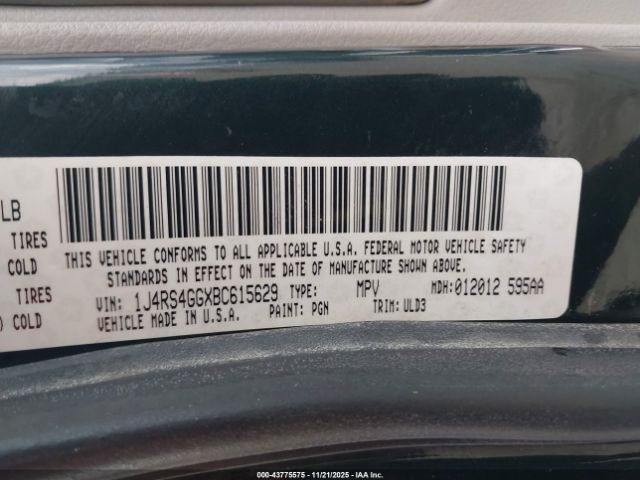 LB
TIRES
COLD
TIRES
) COLD
THIS VEHICLE CONFORMS TO ALL APPLICABLE U.S.A. FEDERAL MOTOR VEHICLE SAFETY
STANDARDS IN EFFECT ON THE DATE OF MANUFACTURE SHOWN ABOVE.
VIN: 1J4RS4GGXBC615629 TYPE: MPV MDH: 012012 595AA
VEHICLE MADE IN U.S.A. PAINT: PGN TRIM: ULD3
000-43775575 - 11/21/2025 - IAA Inc.